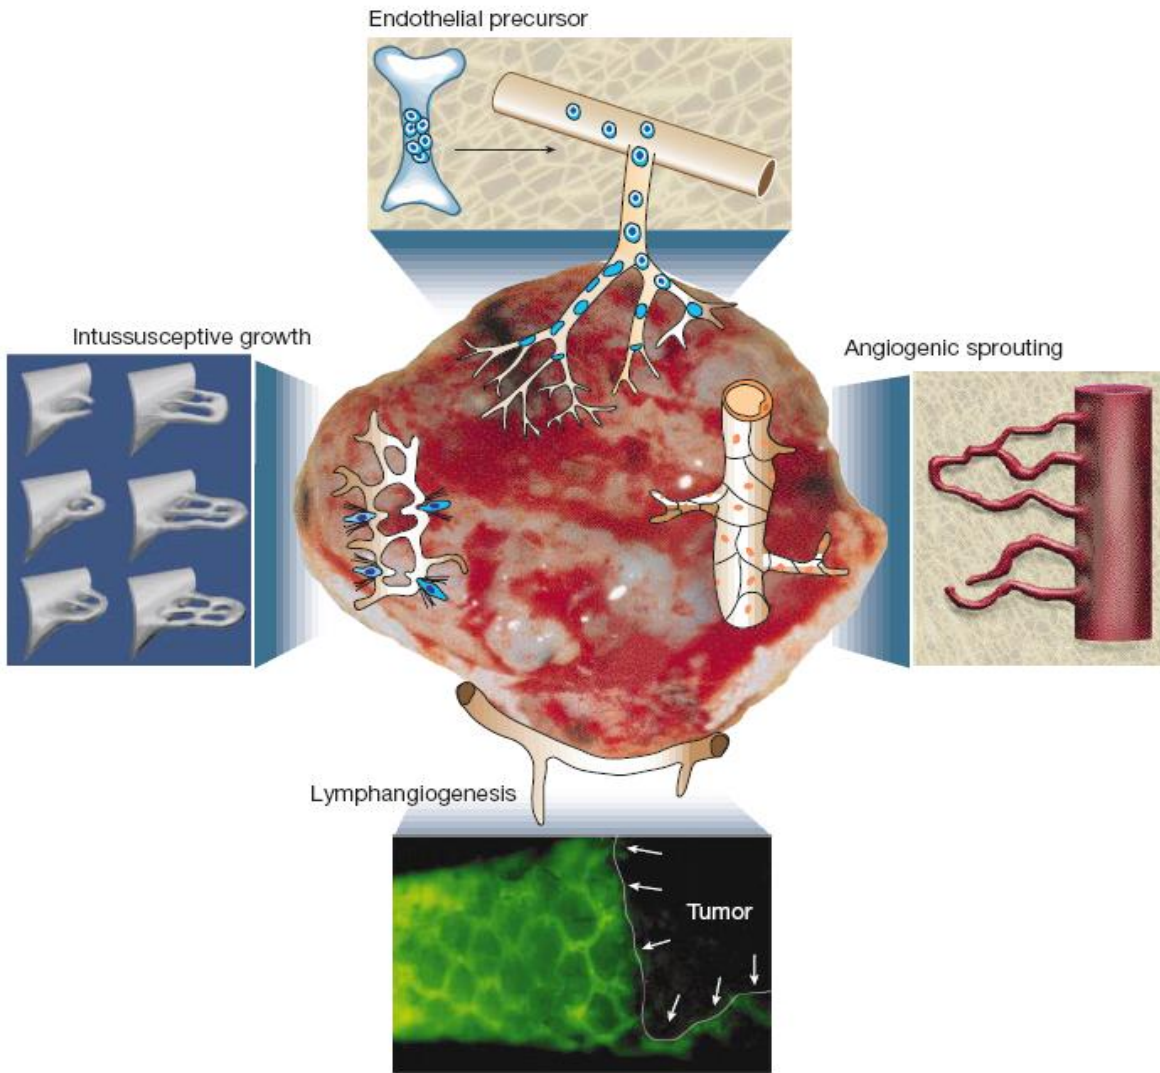 Endothelial precursor
Intussusceptive growth
Angiogenic sprouting
Lymphangiogenesis
Tumor